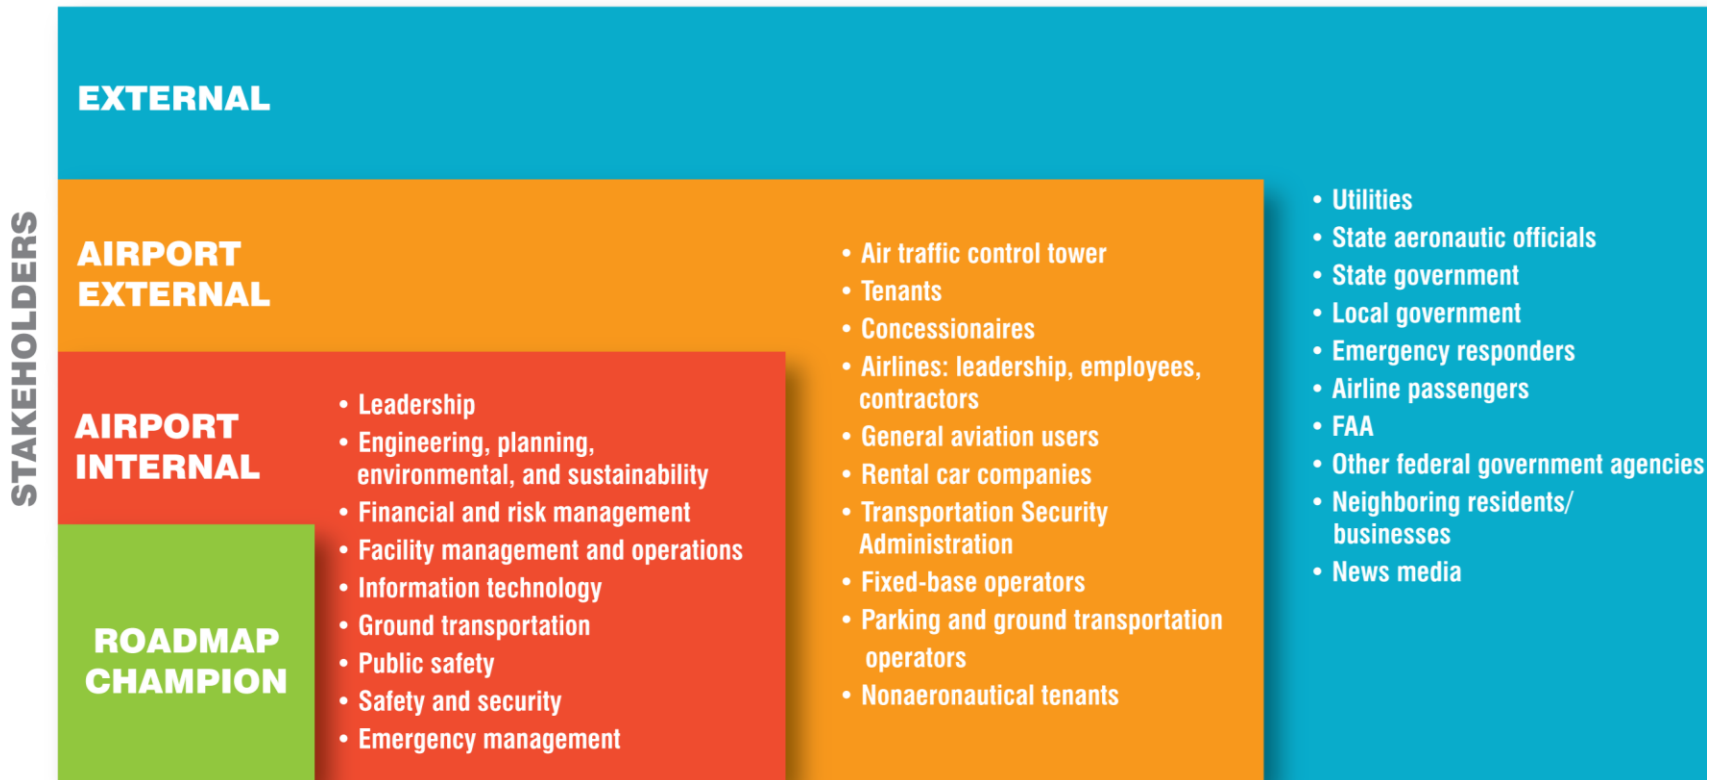 STAKEHOLDERS
EXTERNAL
• Utilities
• State aeronautic officials
• State government
• Local government
• Emergency responders
• Airline passengers
• FAA
• Other federal government agencies
• Neighboring residents/
businesses
• News media
AIRPORT
EXTERNAL
• Air traffic control tower
• Tenants
• Concessionaires
• Airlines: leadership, employees,
contractors
• General aviation users
• Rental car companies
• Transportation Security
Administration
• Fixed-base operators
• Parking and ground transportation
operators
• Nonaeronautical tenants
AIRPORT
INTERNAL
• Leadership
• Engineering, planning,
environmental, and sustainability
• Financial and risk management
• Facility management and operations
• Information technology
• Ground transportation
• Public safety
• Safety and security
• Emergency management
ROADMAP
CHAMPION